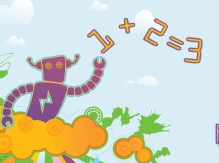 1 + 2 = 3